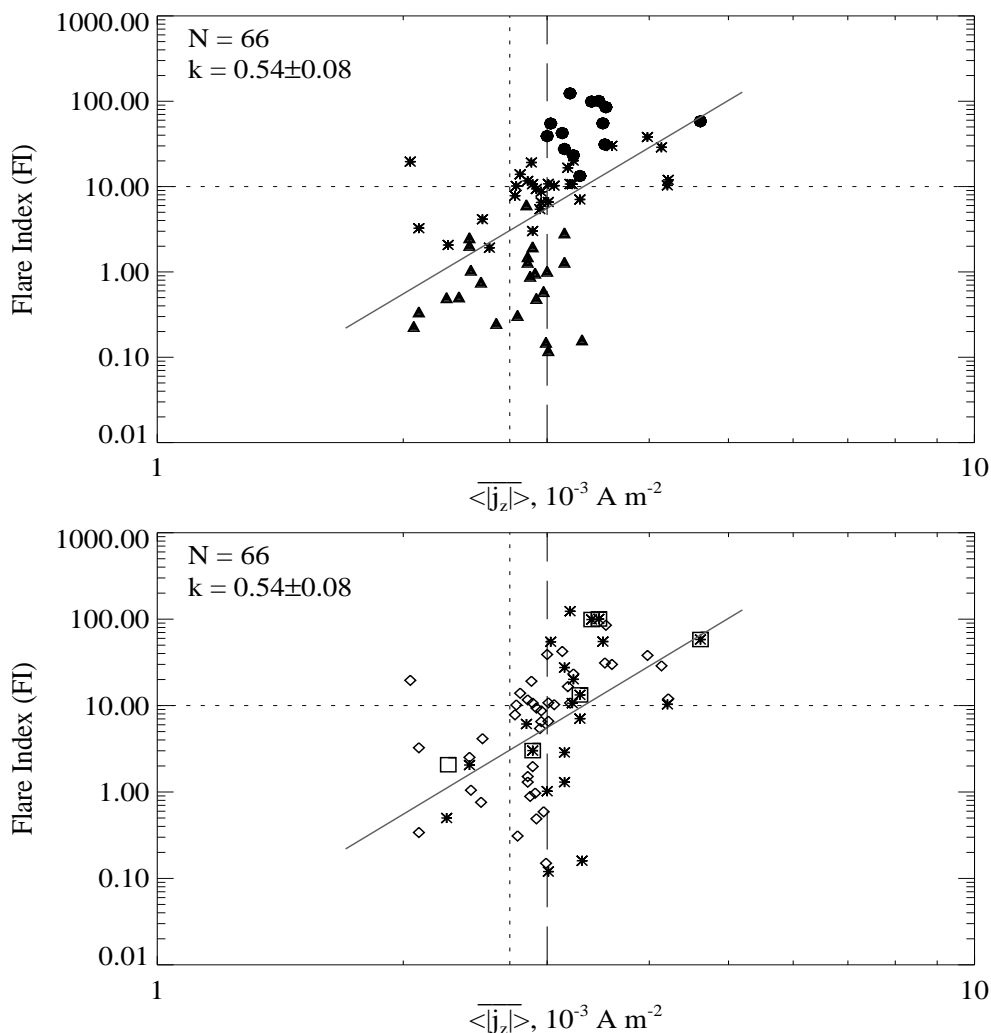 1000.00
N = 66
k = 0.54±0.08
100.00
10.00
1.00
0.10
0.01
Flare Index (FI)
1
10
<|j_z|>, 10⁻³ A m⁻²
1000.00
N = 66
k = 0.54±0.08
100.00
10.00
1.00
0.10
0.01
Flare Index (FI)
1
10
<|j_z|>, 10⁻³ A m⁻²